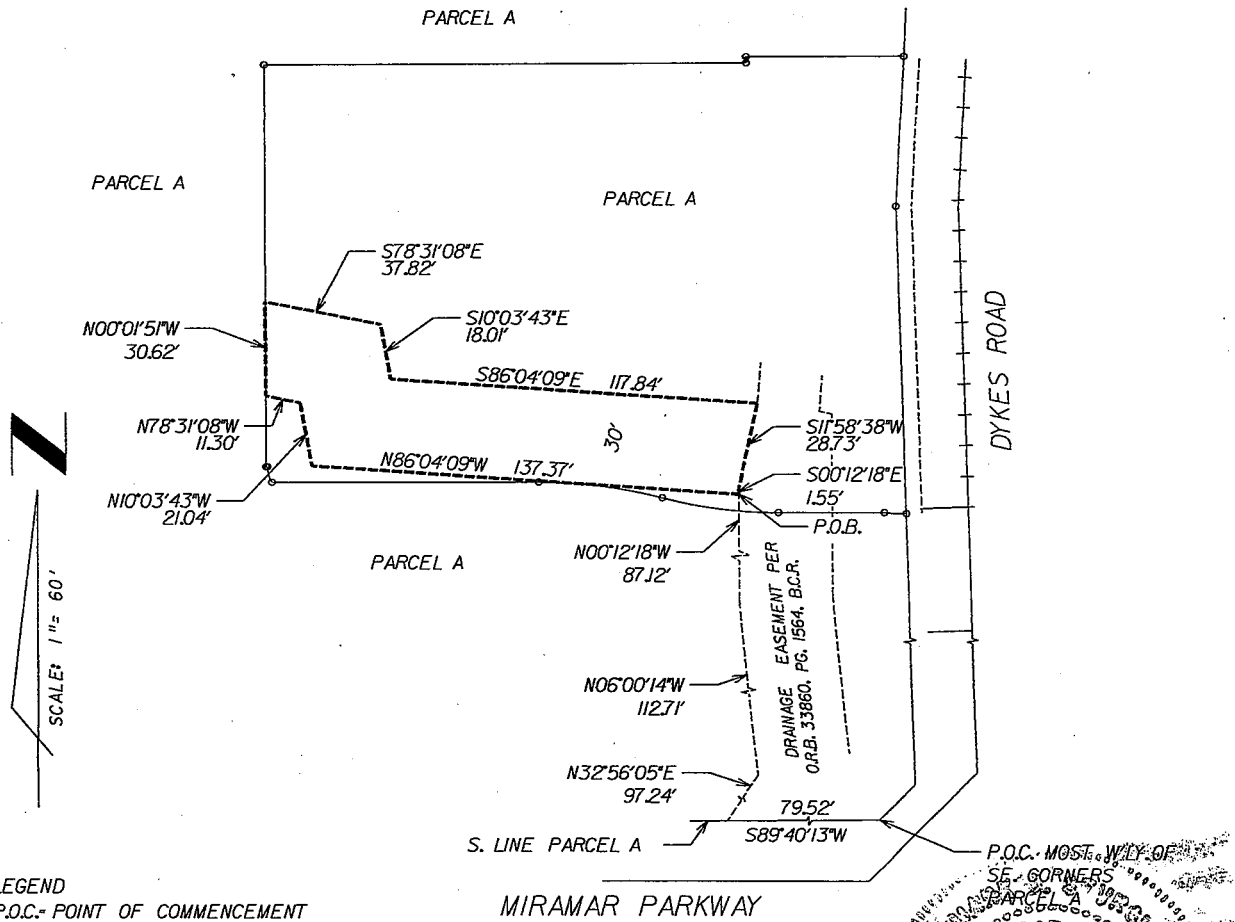 PARCEL A
PARCEL A
PARCEL A
S78°31'08"E
37.82'
N00°01'51"W
30.62'
S10°03'43"E
18.01'
S86°04'09"E 117.84'
DYKES ROAD
N78°31'08"W
11.30'
30'
S11°58'38"W
28.73'
N86°04'09"W 137.37'
S00°12'18"E
1.55'
N10°03'43"W
21.04'
P.O.B.
Z
SCALE: 1"= 60'
PARCEL A
N00°12'18"W
87.12'
DRAINAGE EASEMENT PER
O.R.B. 33860, PG. 1564, B.C.R.
N06°00'14"W
112.71'
N32°56'05"E
97.24'
79.52'
S89°40'13"W
S. LINE PARCEL A
P.O.C. MOST W'LY OF
SE. CORNERS
PARCEL A
LEGEND
P.O.C.= POINT OF COMMENCEMENT
MIRAMAR PARKWAY